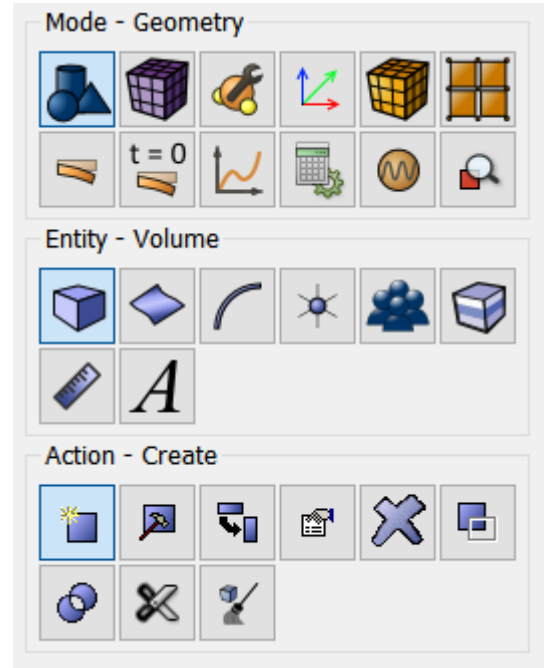 Mode - Geometry
t = 0
Entity - Volume
A
Action - Create